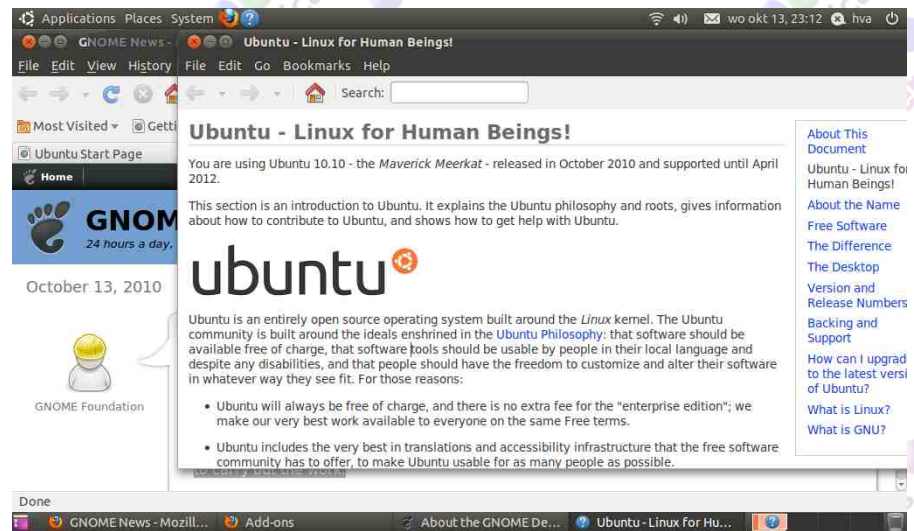 Applications Places System
wo okt 13, 23:12 hva
GNOME News -
File Edit View History
Most Visited Getti
Ubuntu Start Page
Home
GNOM
24 hours a day,
October 13, 2010
GNOME Foundation
Ubuntu - Linux for Human Beings!
File Edit Go Bookmarks Help
Search:
Ubuntu - Linux for Human Beings!
You are using Ubuntu 10.10 - the Maverick Meerkat - released in October 2010 and supported until April
2012.
This section is an introduction to Ubuntu. It explains the Ubuntu philosophy and roots, gives information
about how to contribute to Ubuntu, and shows how to get help with Ubuntu.
ubuntu
Ubuntu is an entirely open source operating system built around the Linux kernel. The Ubuntu
community is built around the ideals enshrined in the Ubuntu Philosophy: that software should be
available free of charge, that software tools should be usable by people in their local language and
despite any disabilities, and that people should have the freedom to customize and alter their software
in whatever way they see fit. For those reasons:
• Ubuntu will always be free of charge, and there is no extra fee for the "enterprise edition"; we
make our very best work available to everyone on the same Free terms.
• Ubuntu includes the very best in translations and accessibility infrastructure that the free software
community has to offer, to make Ubuntu usable for as many people as possible.
About This
Document
Ubuntu - Linux for
Human Beings!
About the Name
Free Software
The Difference
The Desktop
Version and
Release Numbers
Backing and
Support
How can I upgrad
to the latest versi
of Ubuntu?
What is Linux?
What is GNU?
to carry out the work.
Done
GNOME News - Mozill... Add-ons About the GNOME De... Ubuntu - Linux for Hu...